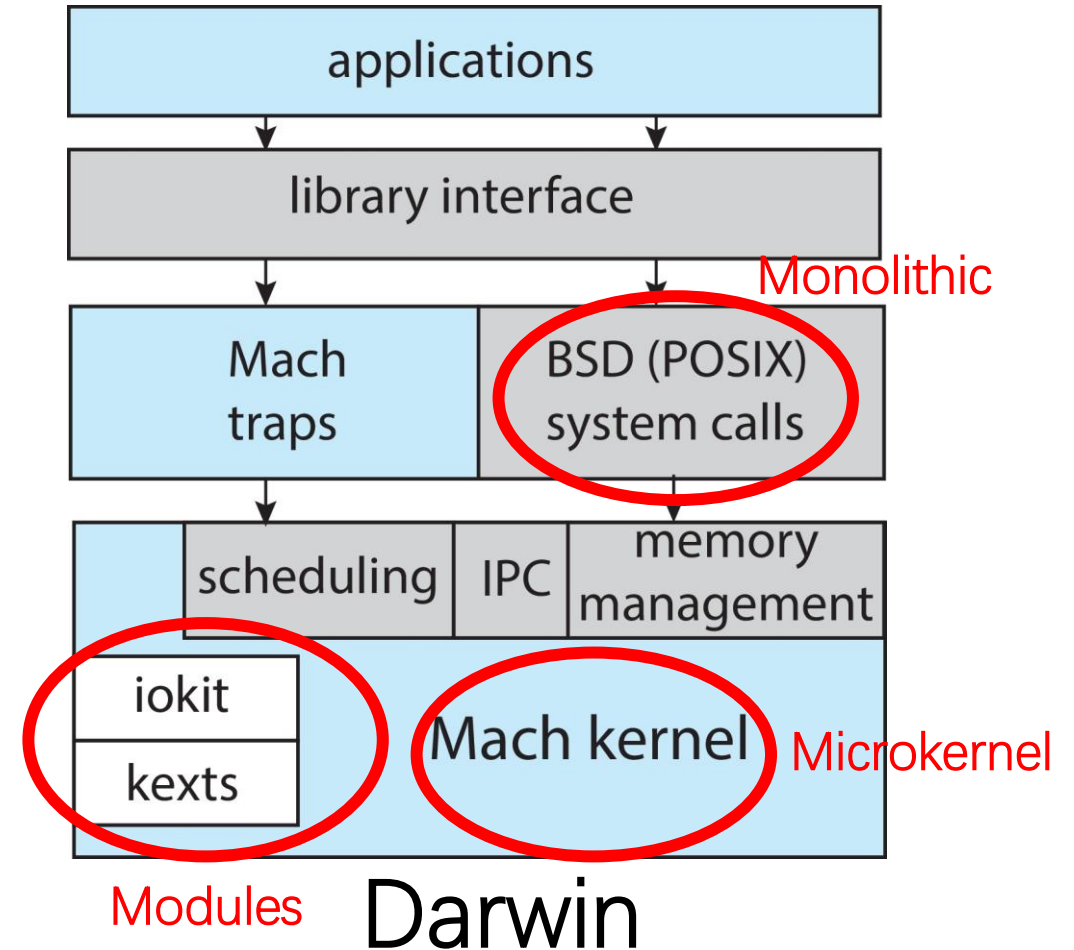 applications
library interface
Monolithic
Mach
traps
BSD (POSIX)
system calls
scheduling
IPC
memory
management
iokit
kexts
Mach kernel
Microkernel
Modules
Darwin